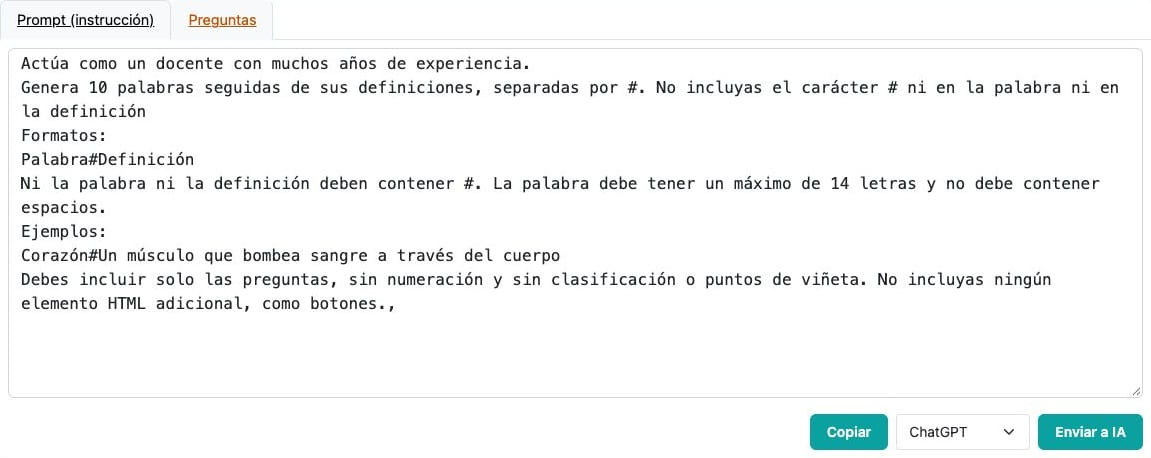 Prompt (instrucción) Preguntas
Actúa como un docente con muchos años de experiencia.
Genera 10 palabras seguidas de sus definiciones, separadas por #. No incluyas el carácter # ni en la palabra ni en
la definición
Formatos:
Palabra#Definición
Ni la palabra ni la definición deben contener #. La palabra debe tener un máximo de 14 letras y no debe contener
espacios.
Ejemplos:
Corazón#Un músculo que bombea sangre a través del cuerpo
Debes incluir solo las preguntas, sin numeración y sin clasificación o puntos de viñeta. No incluyas ningún
elemento HTML adicional, como botones.,
Copiar ChatGPT Enviar a IA